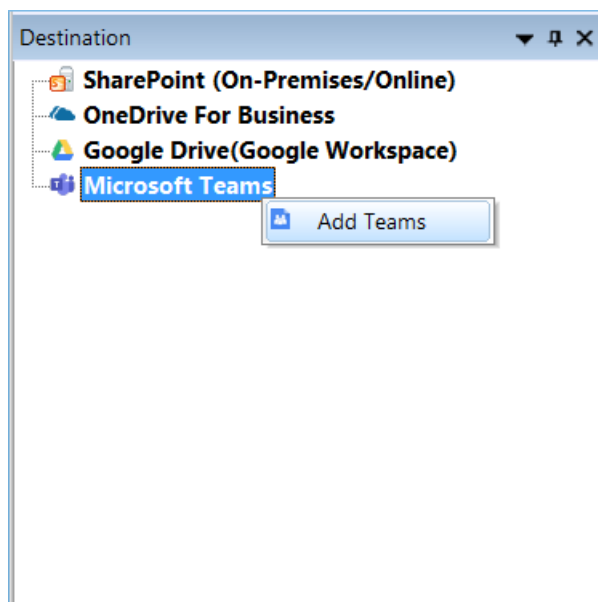 Destination
SharePoint (On-Premises/Online)
OneDrive For Business
Google Drive(Google Workspace)
Microsoft Teams
Add Teams